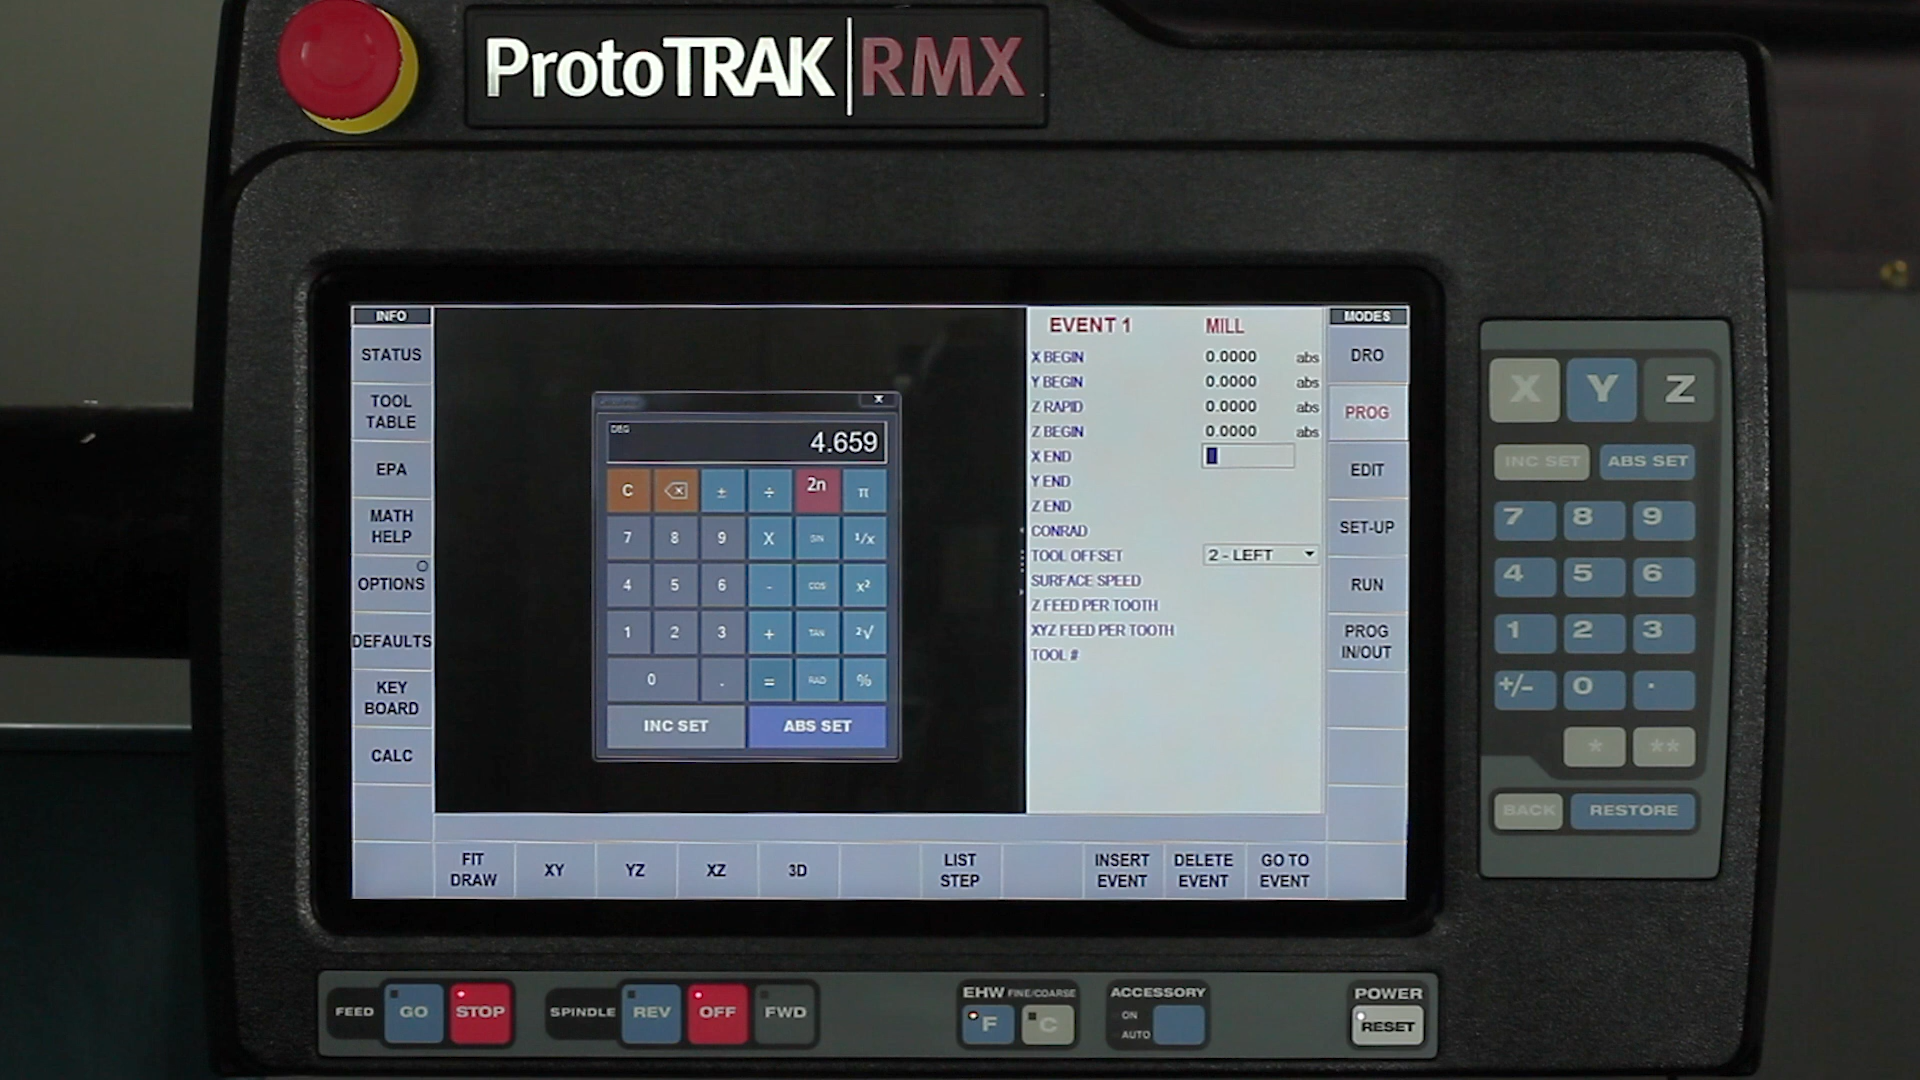 ProtoTRAK RMX
INFO
STATUS
TOOL
TABLE
EPA
MATH
HELP
OPTIONS
DEFAULTS
KEY
BOARD
CALC
DEG
4.659
C ± ÷ 2n π
7 8 9 X SIN 1/x
4 5 6 - COS x²
1 2 3 + TAN ²√
0 . = RAD %
INC SET ABS SET
X
EVENT 1 MILL
X BEGIN 0.0000 abs
Y BEGIN 0.0000 abs
Z RAPID 0.0000 abs
Z BEGIN 0.0000 abs
X END
Y END
Z END
CONRAD
TOOL OFFSET 2 - LEFT
SURFACE SPEED
Z FEED PER TOOTH
XYZ FEED PER TOOTH
TOOL #
MODES
DRO
PROG
EDIT
SET-UP
RUN
PROG
IN/OUT
FIT
DRAW
XY
YZ
XZ
3D
LIST
STEP
INSERT
EVENT
DELETE
EVENT
GO TO
EVENT
X Y Z
INC SET ABS SET
7 8 9
4 5 6
1 2 3
+/- 0 .
* **
BACK RESTORE
FEED GO STOP
SPINDLE REV OFF FWD
EHW FINE/COARSE
F C
ACCESSORY
ON
AUTO
POWER
RESET